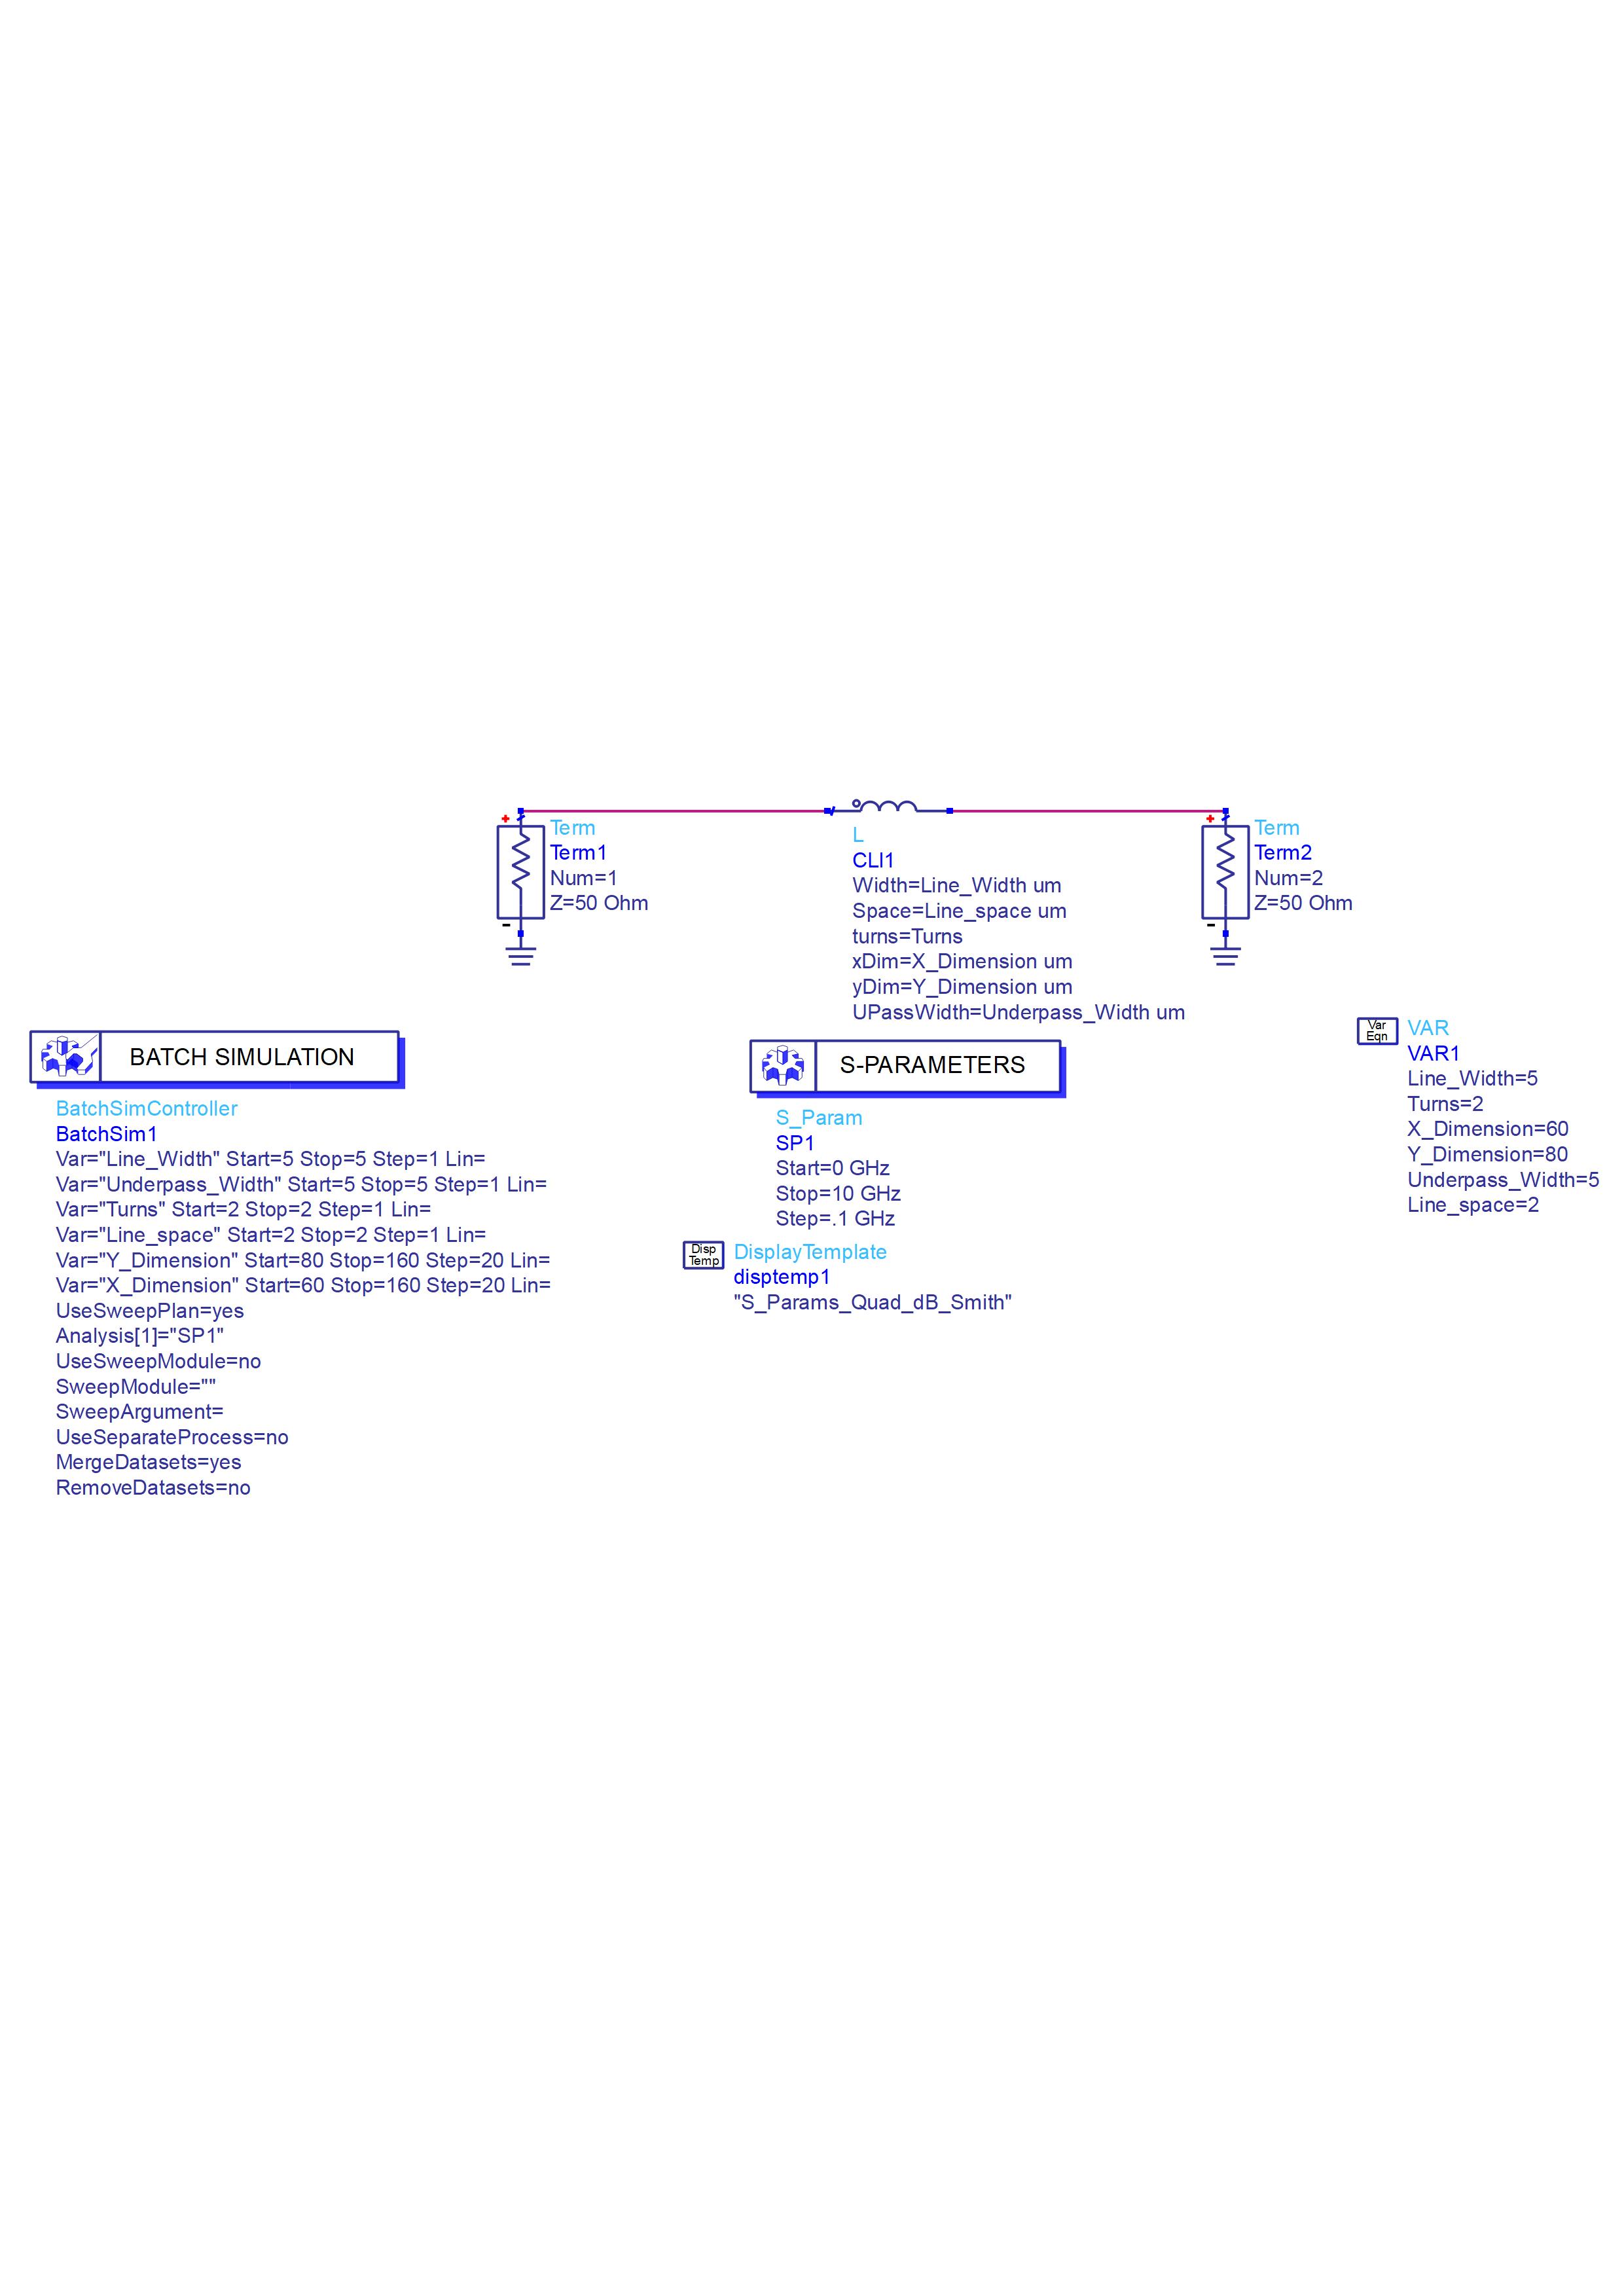 Term
Term1
Num=1
Z=50 Ohm
L
CLI1
Width=Line_Width um
Space=Line_space um
turns=Turns
xDim=X_Dimension um
yDim=Y_Dimension um
UPassWidth=Underpass_Width um
Term
Term2
Num=2
Z=50 Ohm
BATCH SIMULATION
BatchSimController
BatchSim1
Var="Line_Width" Start=5 Stop=5 Step=1 Lin=
Var="Underpass_Width" Start=5 Stop=5 Step=1 Lin=
Var="Turns" Start=2 Stop=2 Step=1 Lin=
Var="Line_space" Start=2 Stop=2 Step=1 Lin=
Var="Y_Dimension" Start=80 Stop=160 Step=20 Lin=
Var="X_Dimension" Start=60 Stop=160 Step=20 Lin=
UseSweepPlan=yes
Analysis[1]="SP1"
UseSweepModule=no
SweepModule=""
SweepArgument=
UseSeparateProcess=no
MergeDatasets=yes
RemoveDatasets=no
S-PARAMETERS
S_Param
SP1
Start=0 GHz
Stop=10 GHz
Step=.1 GHz
Disp
Temp
DisplayTemplate
disptemp1
"S_Params_Quad_dB_Smith"
Var
Eqn
VAR
VAR1
Line_Width=5
Turns=2
X_Dimension=60
Y_Dimension=80
Underpass_Width=5
Line_space=2